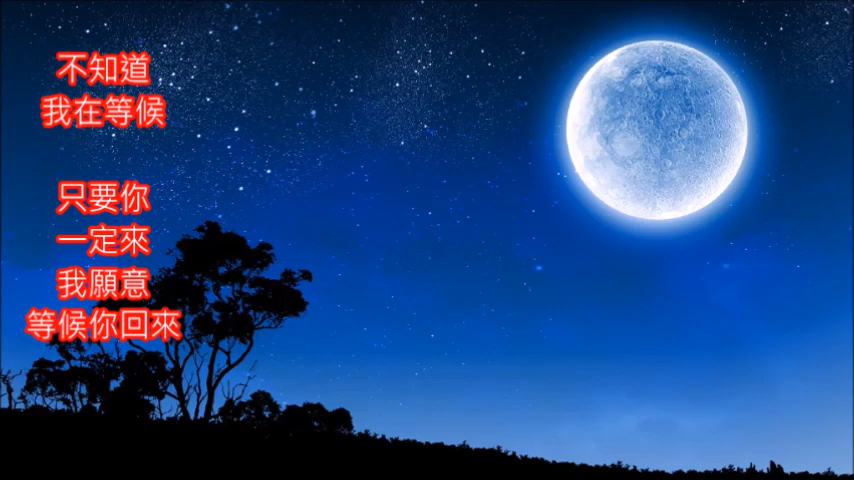 不知道
我在等候
只要你
一定來
我願意
等候你回來